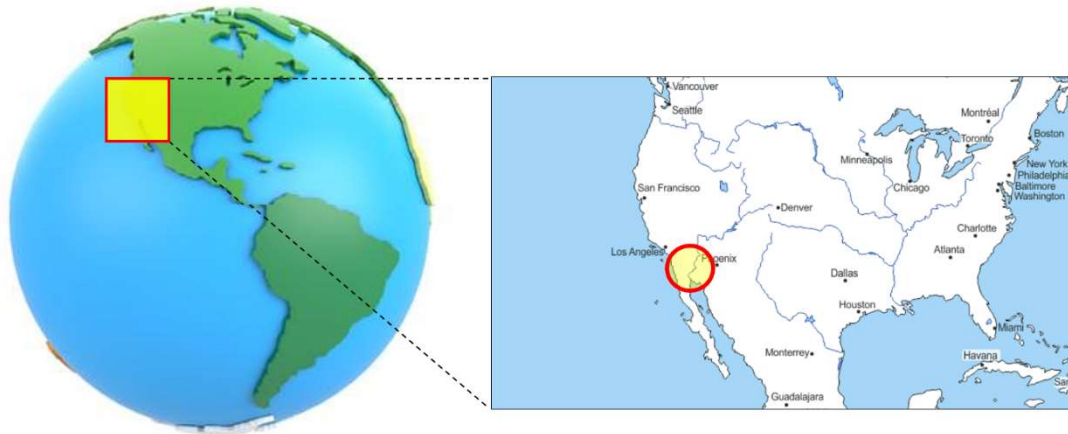 Vancouver
Seattle
Montréal
Toronto
Boston
Minneapolis
New York
Philadelphia
Chicago
Baltimore
San Francisco
Washington
Denver
Charlotte
Los Angeles
Atlanta
Phoenix
Dallas
Houston
Miami
Monterrey
Havana
Guadalajara